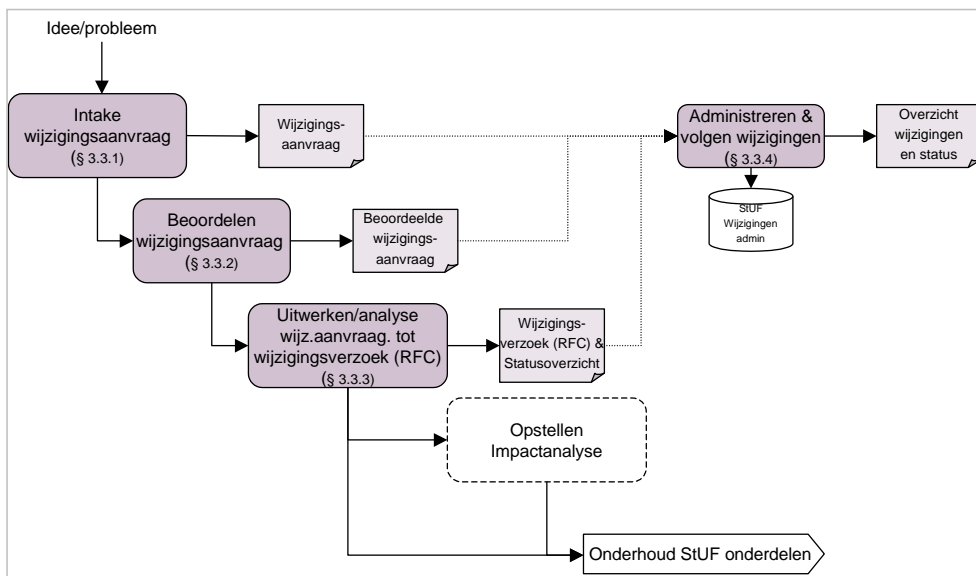 Idee/probleem
Intake
wijzigingsaanvraag
(§ 3.3.1)
Wijzigings-
aanvraag
Administreren &
volgen wijzigingen
(§ 3.3.4)
Overzicht
wijzigingen
en status
StUF
Wijzigingen
admin
Beoordelen
wijzigingsaanvraag
(§ 3.3.2)
Beoordeelde
wijzigings-
aanvraag
Uitwerken/analyse
wijz.aanvraag. tot
wijzigingsverzoek (RFC)
(§ 3.3.3)
Wijzigings-
verzoek (RFC) &
Statusoverzicht
Opstellen
Impactanalyse
Onderhoud StUF onderdelen